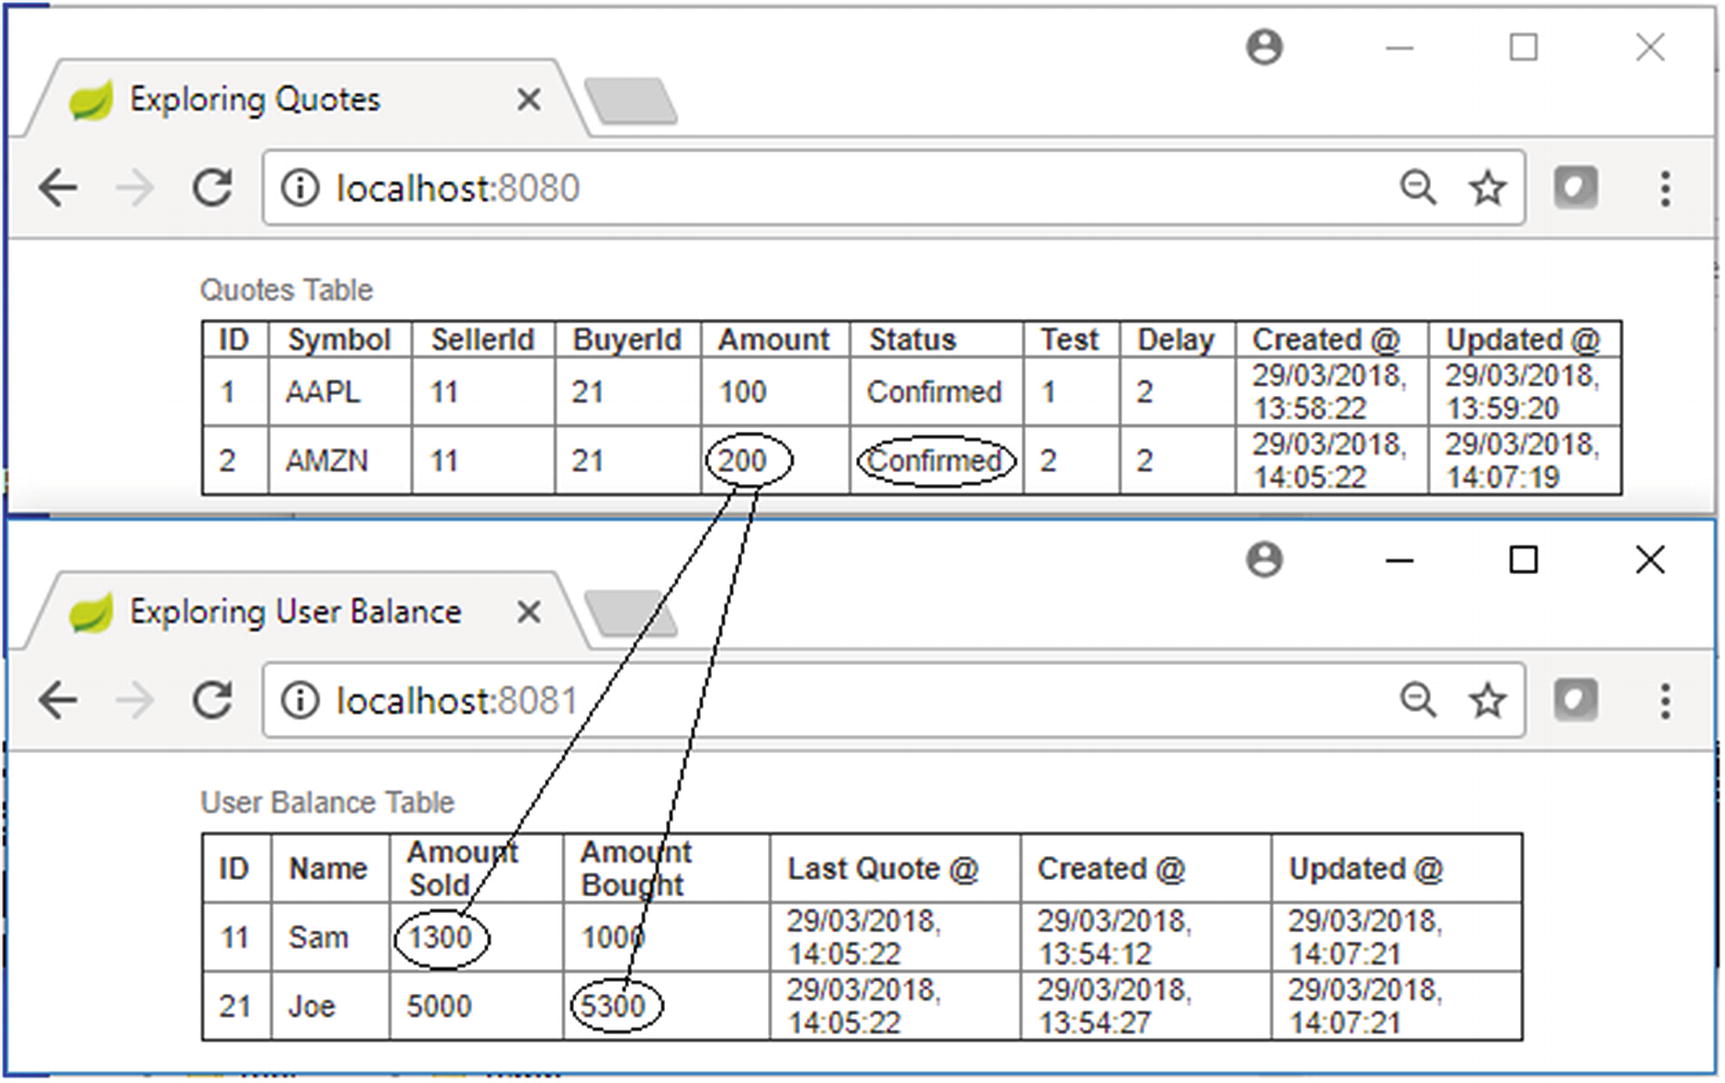 Exploring Quotes
localhost:8080
Quotes Table
ID Symbol SellerId BuyerId Amount Status Test Delay Created @ Updated @
1 AAPL 11 21 100 Confirmed 1 2 29/03/2018, 29/03/2018,
13:58:22 13:59:20
2 AMZN 11 21 200 Confirmed 2 2 29/03/2018, 29/03/2018,
14:05:22 14:07:19
Exploring User Balance
localhost:8081
User Balance Table
ID Name Amount Sold Amount Bought Last Quote @ Created @ Updated @
11 Sam 1300 1000 29/03/2018, 29/03/2018, 29/03/2018,
14:05:22 13:54:12 14:07:21
21 Joe 5000 5300 29/03/2018, 29/03/2018, 29/03/2018,
14:05:22 13:54:27 14:07:21